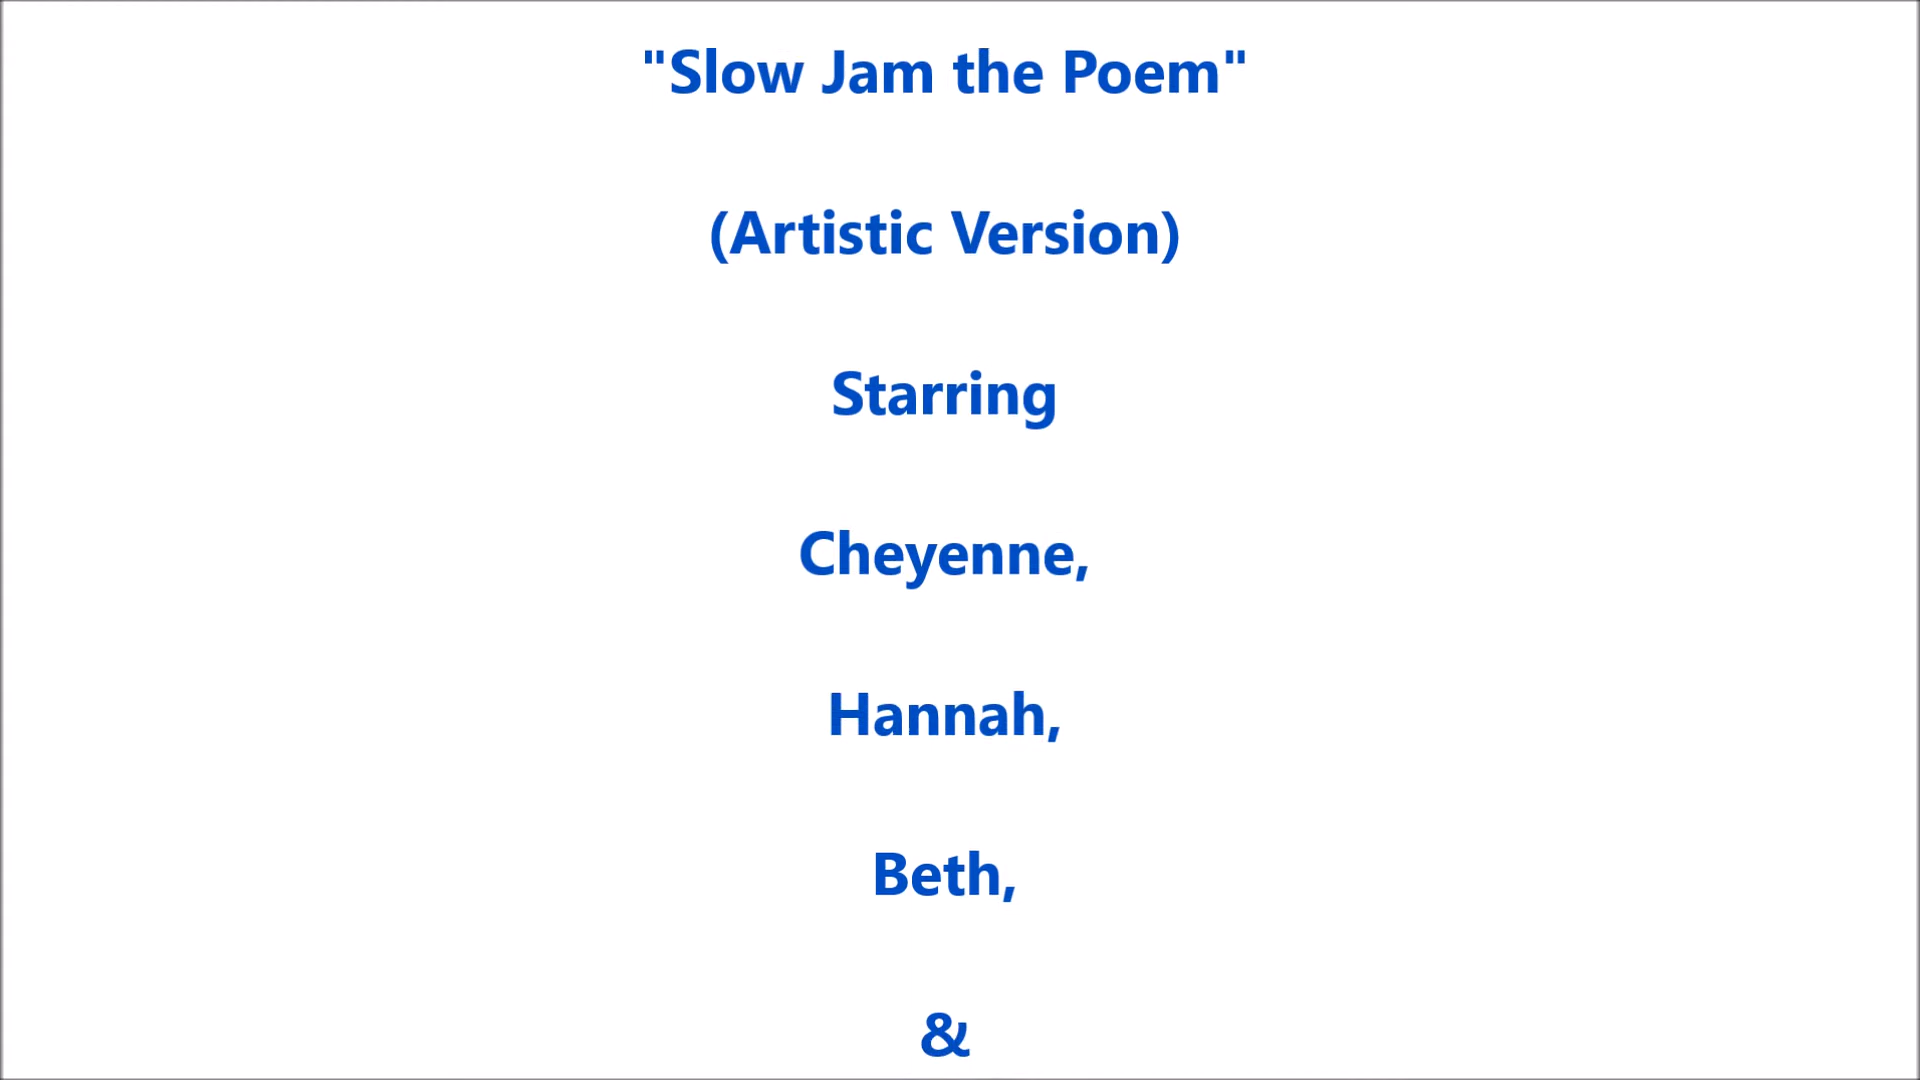 "Slow Jam the Poem"
(Artistic Version)
Starring
Cheyenne,
Hannah,
Beth,
&